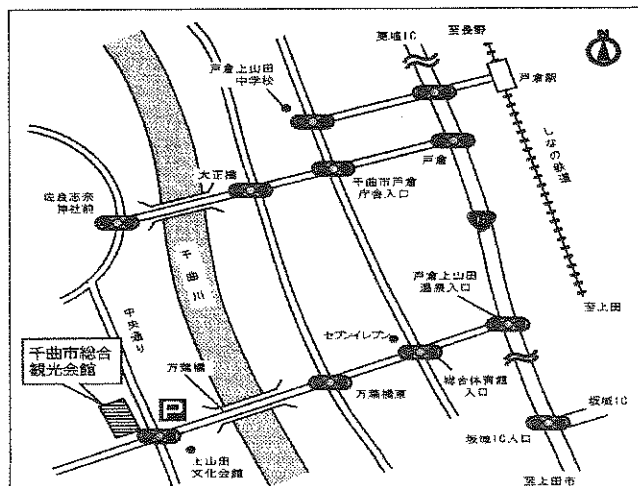 至長野
更埴IC
戸倉上山田
中学校
戸倉駅
しなの鉄道
戸倉
大正橋
佐良志奈
神社前
千曲市戸倉
庁舎入口
千曲川
戸倉上山田
温泉入口
至上田
中央通り
セブンイレブン
千曲市総合
観光会館
万葉橋
万葉橋東
総合体育館
入口
坂城IC
坂城IC入口
上山田
文化会館
至上田市
N